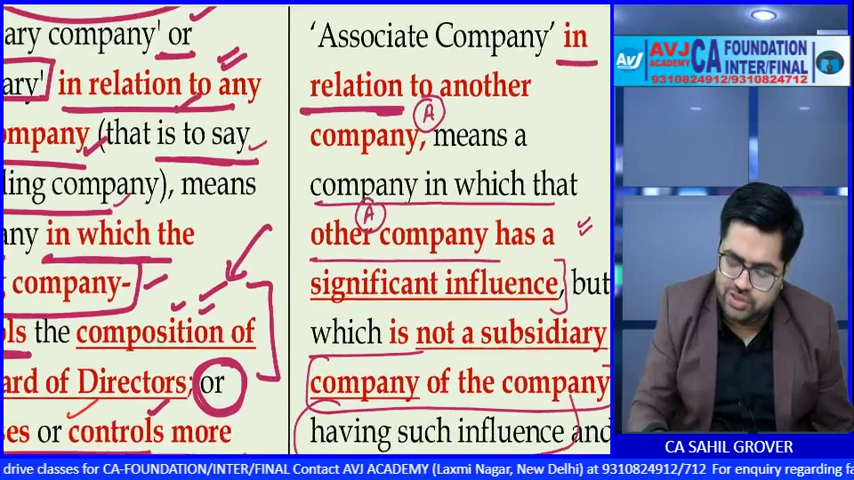 ary company' or
ary' in relation to any
ompany (that is to say
ling company), means
any in which the
company-
ols the composition of
ard of Directors; or
ses or controls more
'Associate Company' in
relation to another
company, means a
A
company in which that
A
other company has a
significant influence, but
which is not a subsidiary
company of the company
having such influence and
AVJ
AVJ
ACADEMY
CA
FOUNDATION
INTER/FINAL
9310824912/9310824712
CA SAHIL GROVER
drive classes for CA-FOUNDATION/INTER/FINAL Contact AVJ ACADEMY (Laxmi Nagar, New Delhi) at 9310824912/712 For enquiry regarding fa